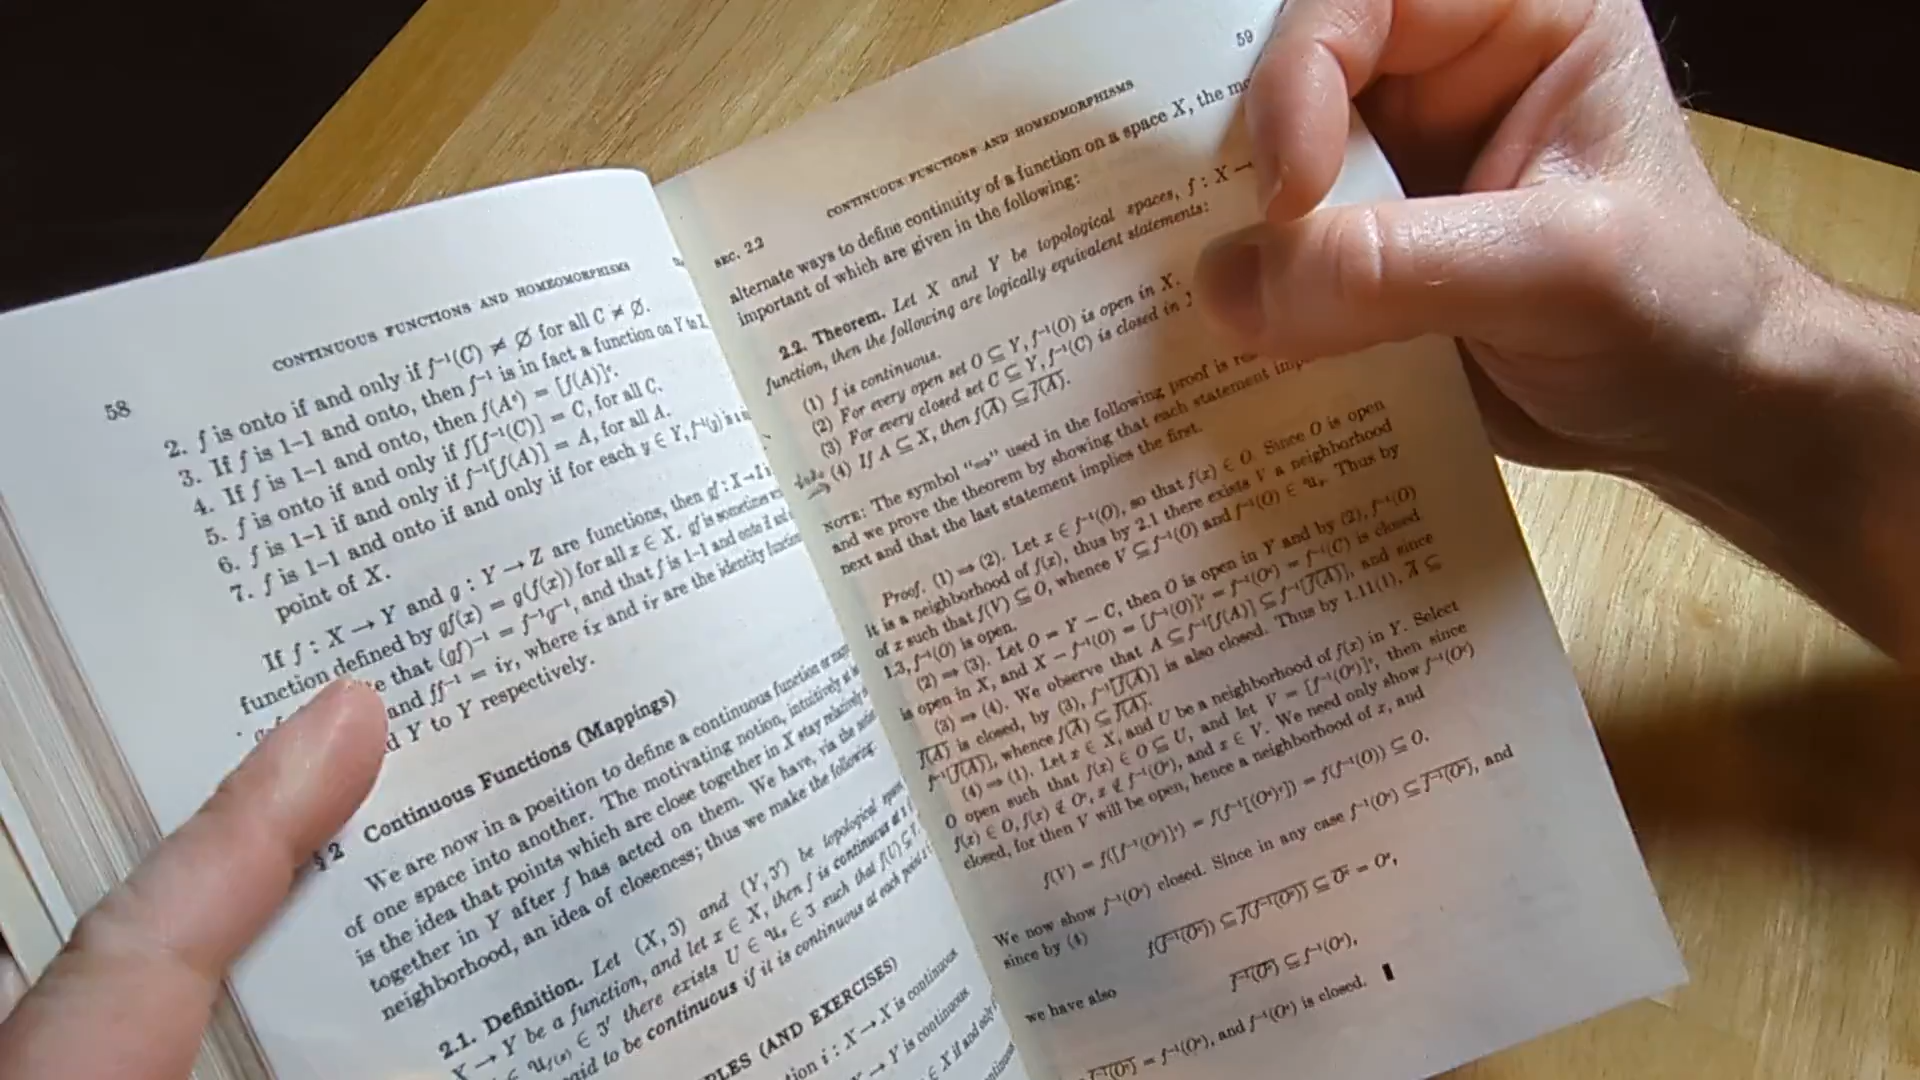 58
CONTINUOUS FUNCTIONS AND HOMEOMORPHISMS
2. f is onto if and only if f⁻¹(C) ≠ Ø for all C ≠ Ø.
3. If f is 1–1 and onto, then f⁻¹ is in fact a function on Y to X.
4. If f is 1–1 and onto, then f(Aᶜ) = [f(A)]ᶜ.
5. f is onto if and only if f[f⁻¹(C)] = C, for all C.
6. f is 1–1 if and only if f⁻¹[f(A)] = A, for all A.
7. f is 1–1 and onto if and only if for each y ∈ Y, f⁻¹(y) is a
point of X.
If f : X → Y and g : Y → Z are functions, then gf : X → Z is
function defined by gf(x) = g(f(x)) for all x ∈ X. gf is sometimes
that (gf)⁻¹ = f⁻¹g⁻¹, and that f is 1–1 and onto if and
and ff⁻¹ = i_Y, where i_X and i_Y are the identity functions
Y to Y respectively.
§ 2 Continuous Functions (Mappings)
We are now in a position to define a continuous function
of one space into another. The motivating notion, intuitively
is the idea that points which are close together in X stay relatively
together in Y after f has acted on them. We have, via the
neighborhood, an idea of closeness; thus we make the following.
2.1. Definition. Let (X, ℑ) and (Y, ℑ′) be topological
X → Y be a function, and let x ∈ X, then f is continuous at x
∈ 𝒰f(x) ∈ ℑ′ there exists U ∈ 𝒰ₓ ∈ ℑ such that f(U) ⊆
said to be continuous if it is continuous at each point
(AND EXERCISES)
i : X → X is continuous
→ Y is continuous
X if and only
SEC. 2.2
CONTINUOUS FUNCTIONS AND HOMEOMORPHISMS
59
alternate ways to define continuity of a function on a space X, the
important of which are given in the following:
2.2. Theorem. Let X and Y be topological spaces, f : X →
function, then the following are logically equivalent statements:
(1) f is continuous.
(2) For every open set O ⊆ Y, f⁻¹(O) is open in X.
(3) For every closed set C ⊆ Y, f⁻¹(C) is closed in
(4) If A ⊆ X, then f(A̅) ⊆ f̅(̅A̅)̅.
NOTE: The symbol “⇒” used in the following proof is
and we prove the theorem by showing that each statement
next and that the last statement implies the first.
Proof. (1) ⇒ (2). Let x ∈ f⁻¹(O), so that f(x) ∈ O. Since O is open
it is a neighborhood of f(x), thus by 2.1 there exists V a neighborhood
of x such that f(V) ⊆ O, whence V ⊆ f⁻¹(O) and f⁻¹(O) ∈ 𝒰ₓ. Thus by
1.3, f⁻¹(O) is open.
(2) ⇒ (3). Let O = Y − C, then O is open in Y and by (2), f⁻¹(O)
is open in X, and X − f⁻¹(O) = [f⁻¹(O)]ᶜ = f⁻¹(Oᶜ) = f⁻¹(C) is closed
(3) ⇒ (4). We observe that A ⊆ f⁻¹[f(A)] ⊆ f⁻¹[f̅(̅A̅)̅], and since
f̅(̅A̅)̅ is closed, by (3), f⁻¹[f̅(̅A̅)̅] is also closed. Thus by 1.11(1), A̅ ⊆
f⁻¹[f̅(̅A̅)̅], whence f(A̅) ⊆ f̅(̅A̅)̅.
(4) ⇒ (1). Let x ∈ X, and U be a neighborhood of f(x) in Y. Select
O open such that f(x) ∈ O ⊆ U, and let V = [f⁻¹(Oᶜ)]ᶜ, then since
f(x) ∈ O, f(x) ∉ Oᶜ, x ∉ f⁻¹(Oᶜ), and x ∈ V. We need only show f⁻¹(Oᶜ)
closed, for then V will be open, hence a neighborhood of x, and
f(V) = f([f⁻¹(Oᶜ)]ᶜ) = f(f⁻¹[(Oᶜ)ᶜ]) = f(f⁻¹(O)) ⊆ O.
We now show f⁻¹(Oᶜ) closed. Since in any case f⁻¹(Oᶜ) ⊆ f̅⁻̅¹̅(̅O̅ᶜ̅)̅, and
since by (4)
f(f̅⁻̅¹̅(̅O̅ᶜ̅)̅) ⊆ f̅(̅f̅⁻̅¹̅(̅O̅ᶜ̅)̅)̅ ⊆ O̅ᶜ̅ = Oᶜ,
we have also
f̅⁻̅¹̅(̅O̅ᶜ̅)̅ ⊆ f⁻¹(Oᶜ),
f̅⁻̅¹̅(̅O̅ᶜ̅)̅ = f⁻¹(Oᶜ), and f⁻¹(Oᶜ) is closed. ▮